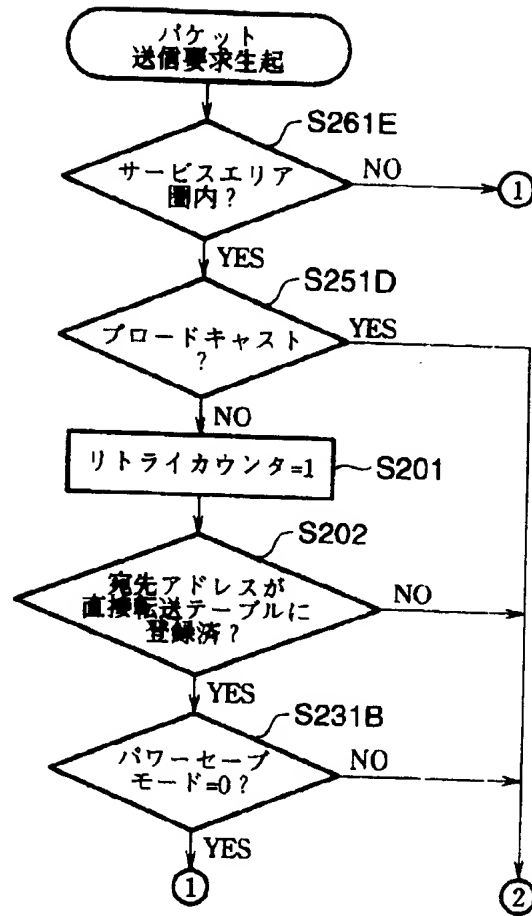 パケット
送信要求生起
S261E
サービスエリア
圏内?
NO
①
YES
S251D
ブロードキャスト
?
YES
NO
リトライカウンタ=1
S201
S202
宛先アドレスが
直接転送テーブルに
登録済?
NO
YES
S231B
パワーセーブ
モード=0?
NO
YES
①
②